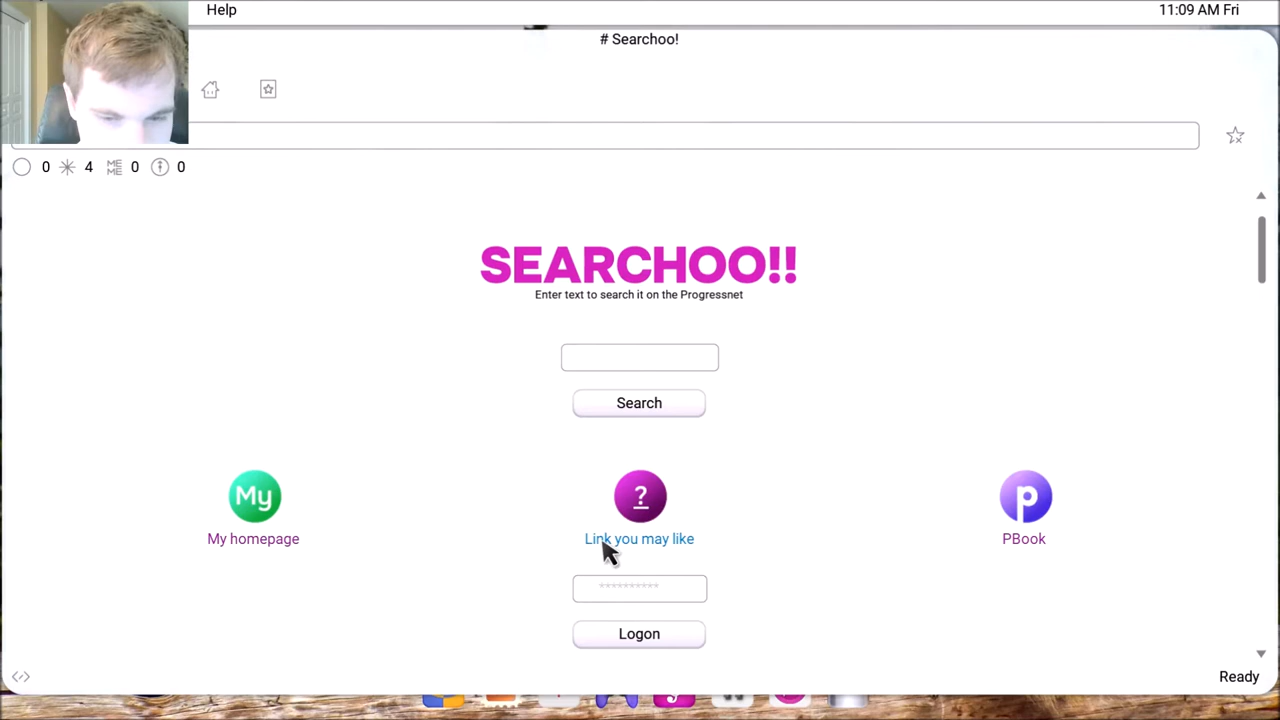 Help
11:09 AM Fri
# Searchoo!
0 4 MEME 0 0
SEARCHOO!!
Enter text to search it on the Progressnet
Search
My ? p
My homepage Link you may like PBook
**********
Logon
Ready